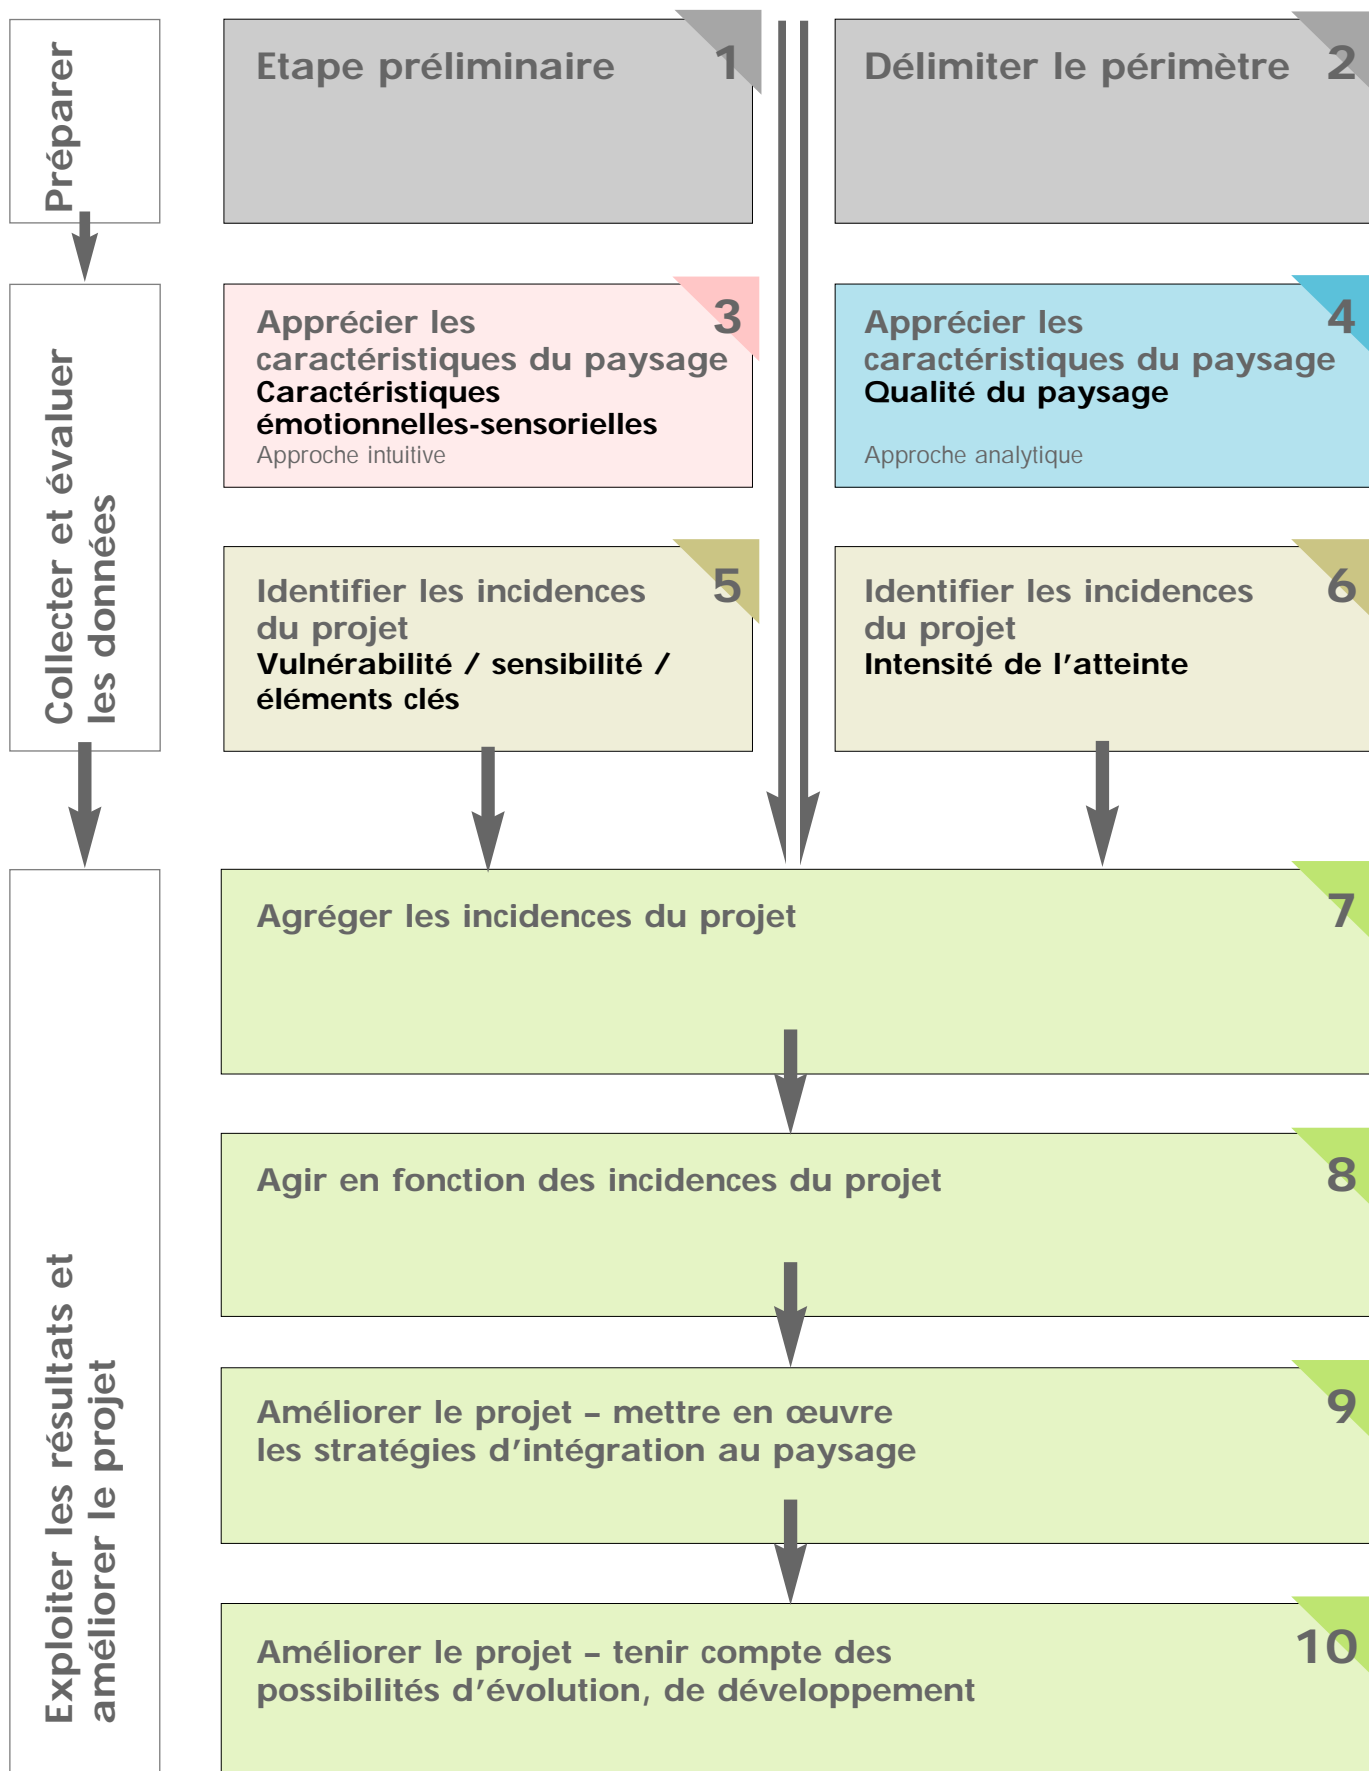 Préparer
Etape préliminaire
1
Délimiter le périmètre
2
Collecter et évaluer
les données
Apprécier les
caractéristiques du paysage
Caractéristiques
émotionnelles-sensorielles
Approche intuitive
3
Apprécier les
caractéristiques du paysage
Qualité du paysage
Approche analytique
4
Identifier les incidences
du projet
Vulnérabilité / sensibilité /
éléments clés
5
Identifier les incidences
du projet
Intensité de l'atteinte
6
Exploiter les résultats et
améliorer le projet
Agréger les incidences du projet
7
Agir en fonction des incidences du projet
8
Améliorer le projet – mettre en œuvre
les stratégies d'intégration au paysage
9
Améliorer le projet – tenir compte des
possibilités d'évolution, de développement
10